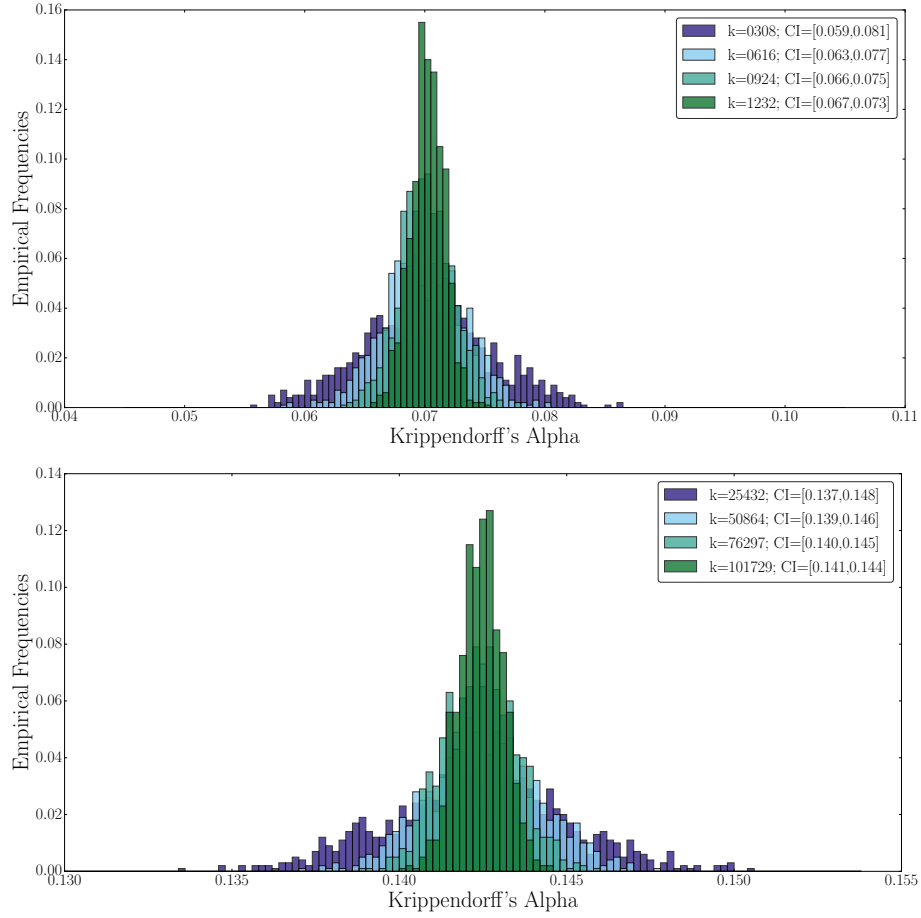 0.16
0.14
0.12
0.10
0.08
0.06
0.04
0.02
0.00
Empirical Frequencies
k=0308; CI=[0.059,0.081]
k=0616; CI=[0.063,0.077]
k=0924; CI=[0.066,0.075]
k=1232; CI=[0.067,0.073]
0.04 0.05 0.06 0.07 0.08 0.09 0.10 0.11
Krippendorff's Alpha
0.14
0.12
0.10
0.08
0.06
0.04
0.02
0.00
Empirical Frequencies
k=25432; CI=[0.137,0.148]
k=50864; CI=[0.139,0.146]
k=76297; CI=[0.140,0.145]
k=101729; CI=[0.141,0.144]
0.130 0.135 0.140 0.145 0.150 0.155
Krippendorff's Alpha